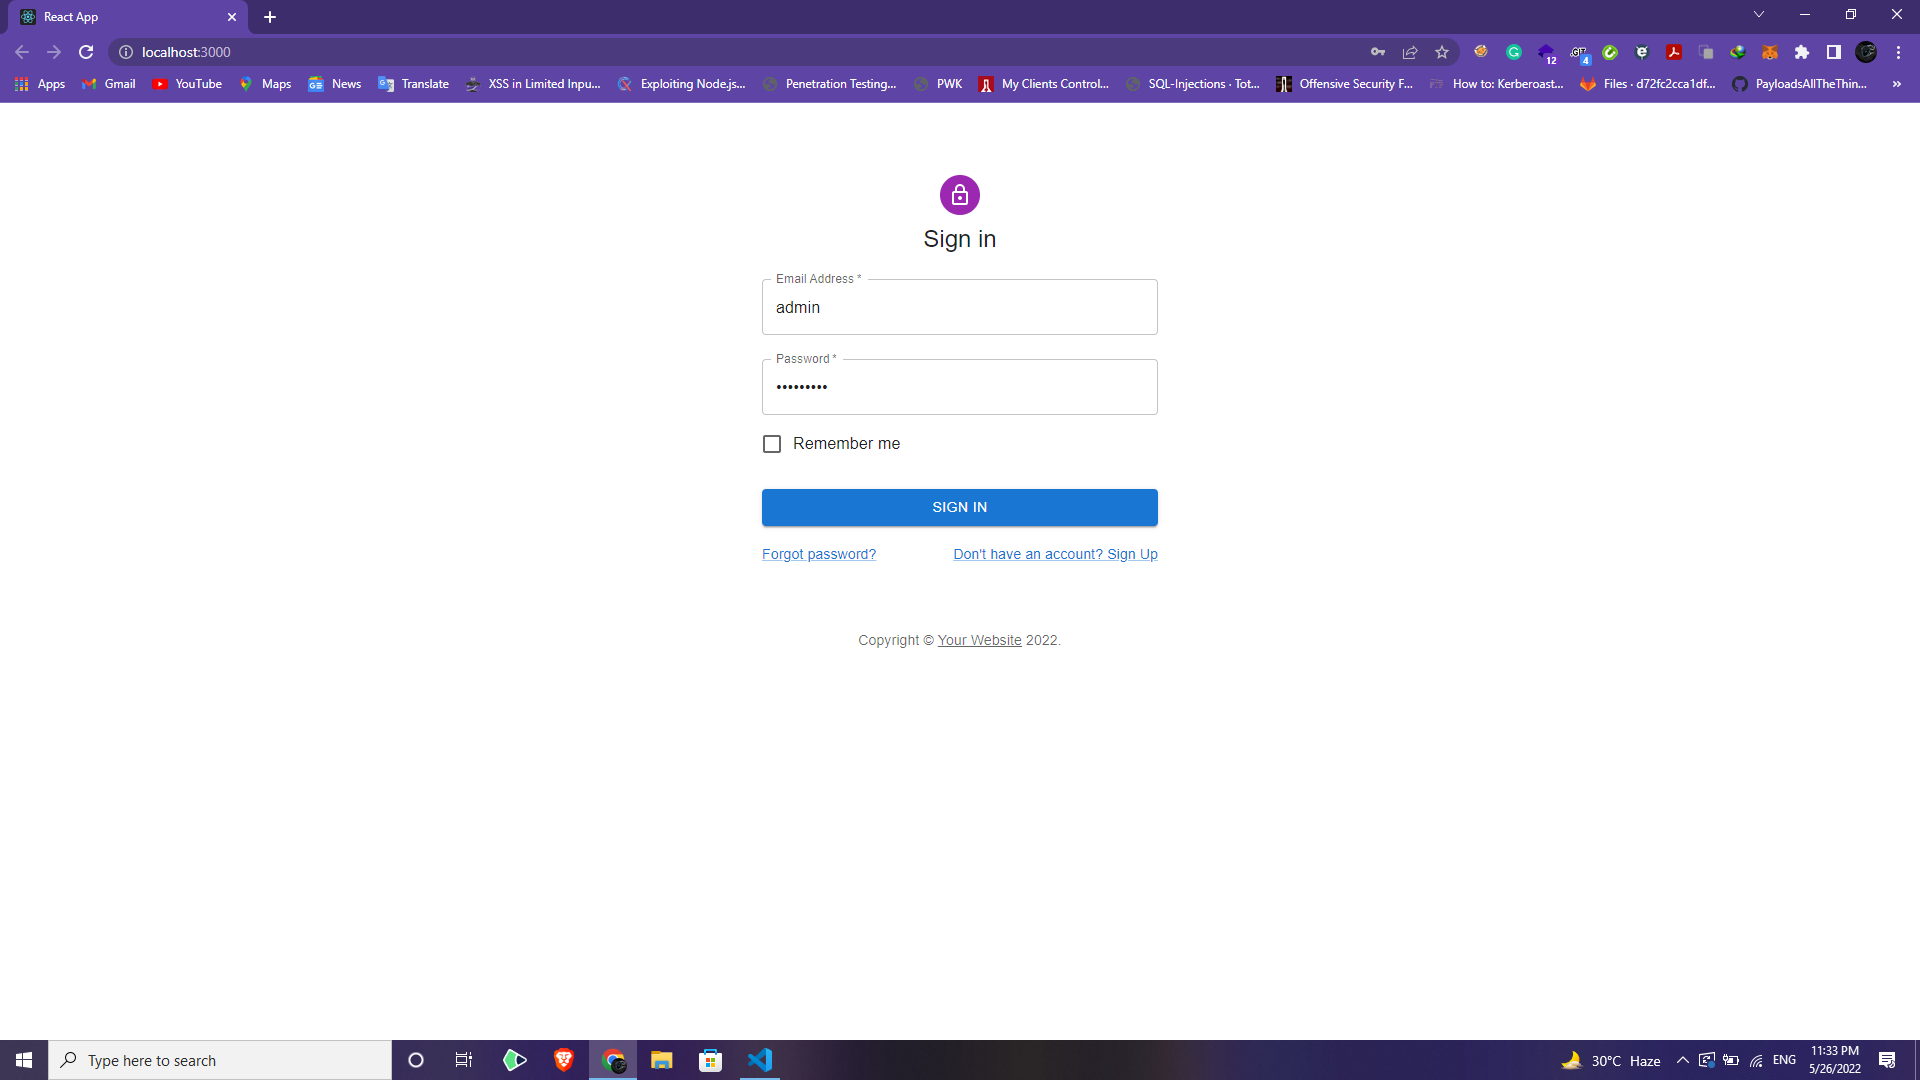 React App
localhost:3000
12
GIT
4
Apps
Gmail
YouTube
Maps
News
Translate
XSS in Limited Inpu...
Exploiting Node.js...
Penetration Testing...
PWK
My Clients Control...
SQL-Injections · Tot...
Offensive Security F...
How to: Kerberoast...
Files · d72fc2cca1df...
PayloadsAllTheThin...
»
Sign in
Email Address *
admin
Password *
•••••••••
Remember me
SIGN IN
Forgot password?
Don't have an account? Sign Up
Copyright © Your Website 2022.
Type here to search
30°C Haze
ENG
11:33 PM
5/26/2022